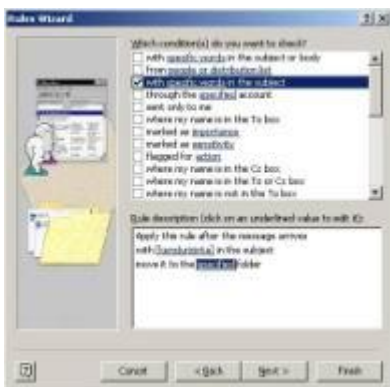 Rules Wizard
Which condition(s) do you want to check?
with specific words in the subject or body
from people or distribution list
with specific words in the subject
through the specified account
sent only to me
where my name is in the To box
marked as importance
marked as sensitivity
flagged for action
where my name is in the Cc box
where my name is in the To or Cc box
where my name is not in the To box
Rule description (click on an underlined value to edit it):
Apply this rule after the message arrives
with in the subject
move it to the specified folder
Cancel < Back Next > Finish